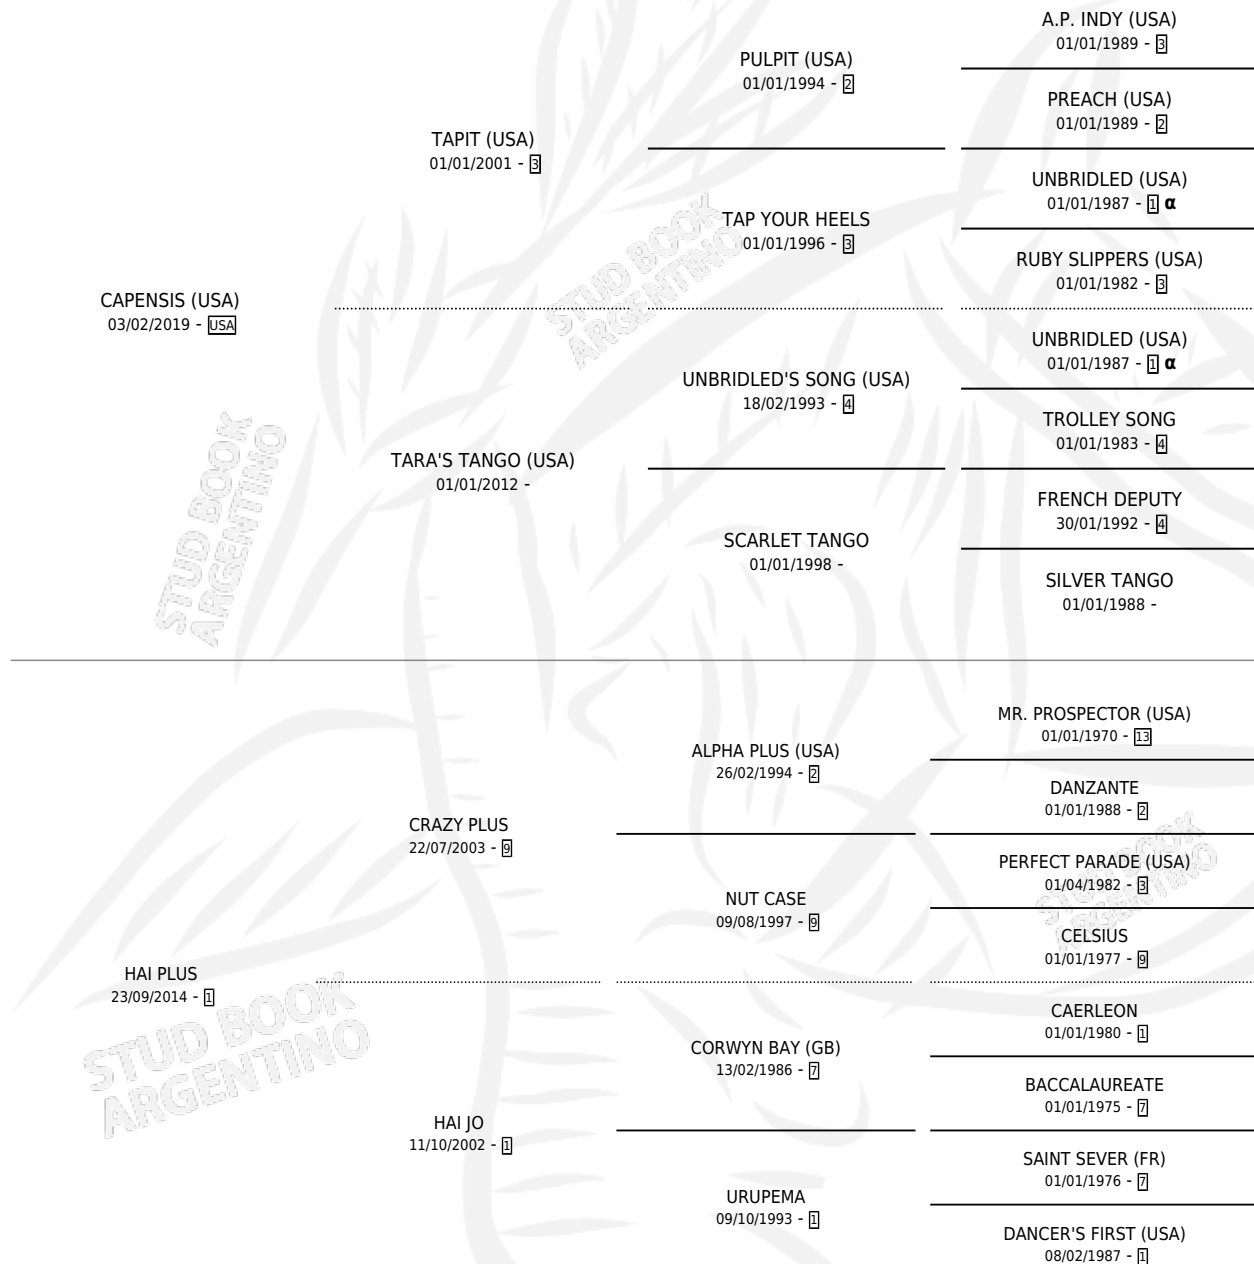 A.P. INDY (USA)
01/01/1989 - 3
PULPIT (USA)
01/01/1994 - 2
PREACH (USA)
01/01/1989 - 2
TAPIT (USA)
01/01/2001 - 3
UNBRIDLED (USA)
01/01/1987 - 1 α
TAP YOUR HEELS
01/01/1996 - 3
RUBY SLIPPERS (USA)
01/01/1982 - 3
CAPENSIS (USA)
03/02/2019 - USA
UNBRIDLED (USA)
01/01/1987 - 1 α
UNBRIDLED'S SONG (USA)
18/02/1993 - 4
TROLLEY SONG
01/01/1983 - 4
TARA'S TANGO (USA)
01/01/2012 -
FRENCH DEPUTY
30/01/1992 - 4
SCARLET TANGO
01/01/1998 -
SILVER TANGO
01/01/1988 -
MR. PROSPECTOR (USA)
01/01/1970 - 13
ALPHA PLUS (USA)
26/02/1994 - 2
DANZANTE
01/01/1988 - 2
CRAZY PLUS
22/07/2003 - 9
PERFECT PARADE (USA)
01/04/1982 - 3
NUT CASE
09/08/1997 - 9
CELSIUS
01/01/1977 - 9
HAI PLUS
23/09/2014 - 1
CAERLEON
01/01/1980 - 1
CORWYN BAY (GB)
13/02/1986 - 7
BACCALAUREATE
01/01/1975 - 7
HAI JO
11/10/2002 - 1
SAINT SEVER (FR)
01/01/1976 - 7
URUPEMA
09/10/1993 - 1
DANCER'S FIRST (USA)
08/02/1987 - 1
STUD BOOK
ARGENTINO
STUD BOOK
ARGENTINO
STUD BOOK
ARGENTINO
STUD BOOK
ARGENTINO